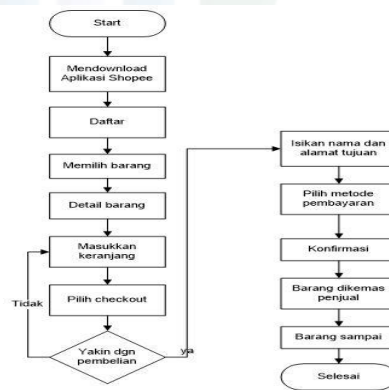 Start
Mendownload
Aplikasi Shopee
Daftar
Memilih barang
Detail barang
Masukkan
keranjang
Pilih checkout
Tidak
Yakin dgn
pembelian
ya
Isikan nama dan
alamat tujuan
Pilih metode
pembayaran
Konfirmasi
Barang dikemas
penjual
Barang sampai
Selesai